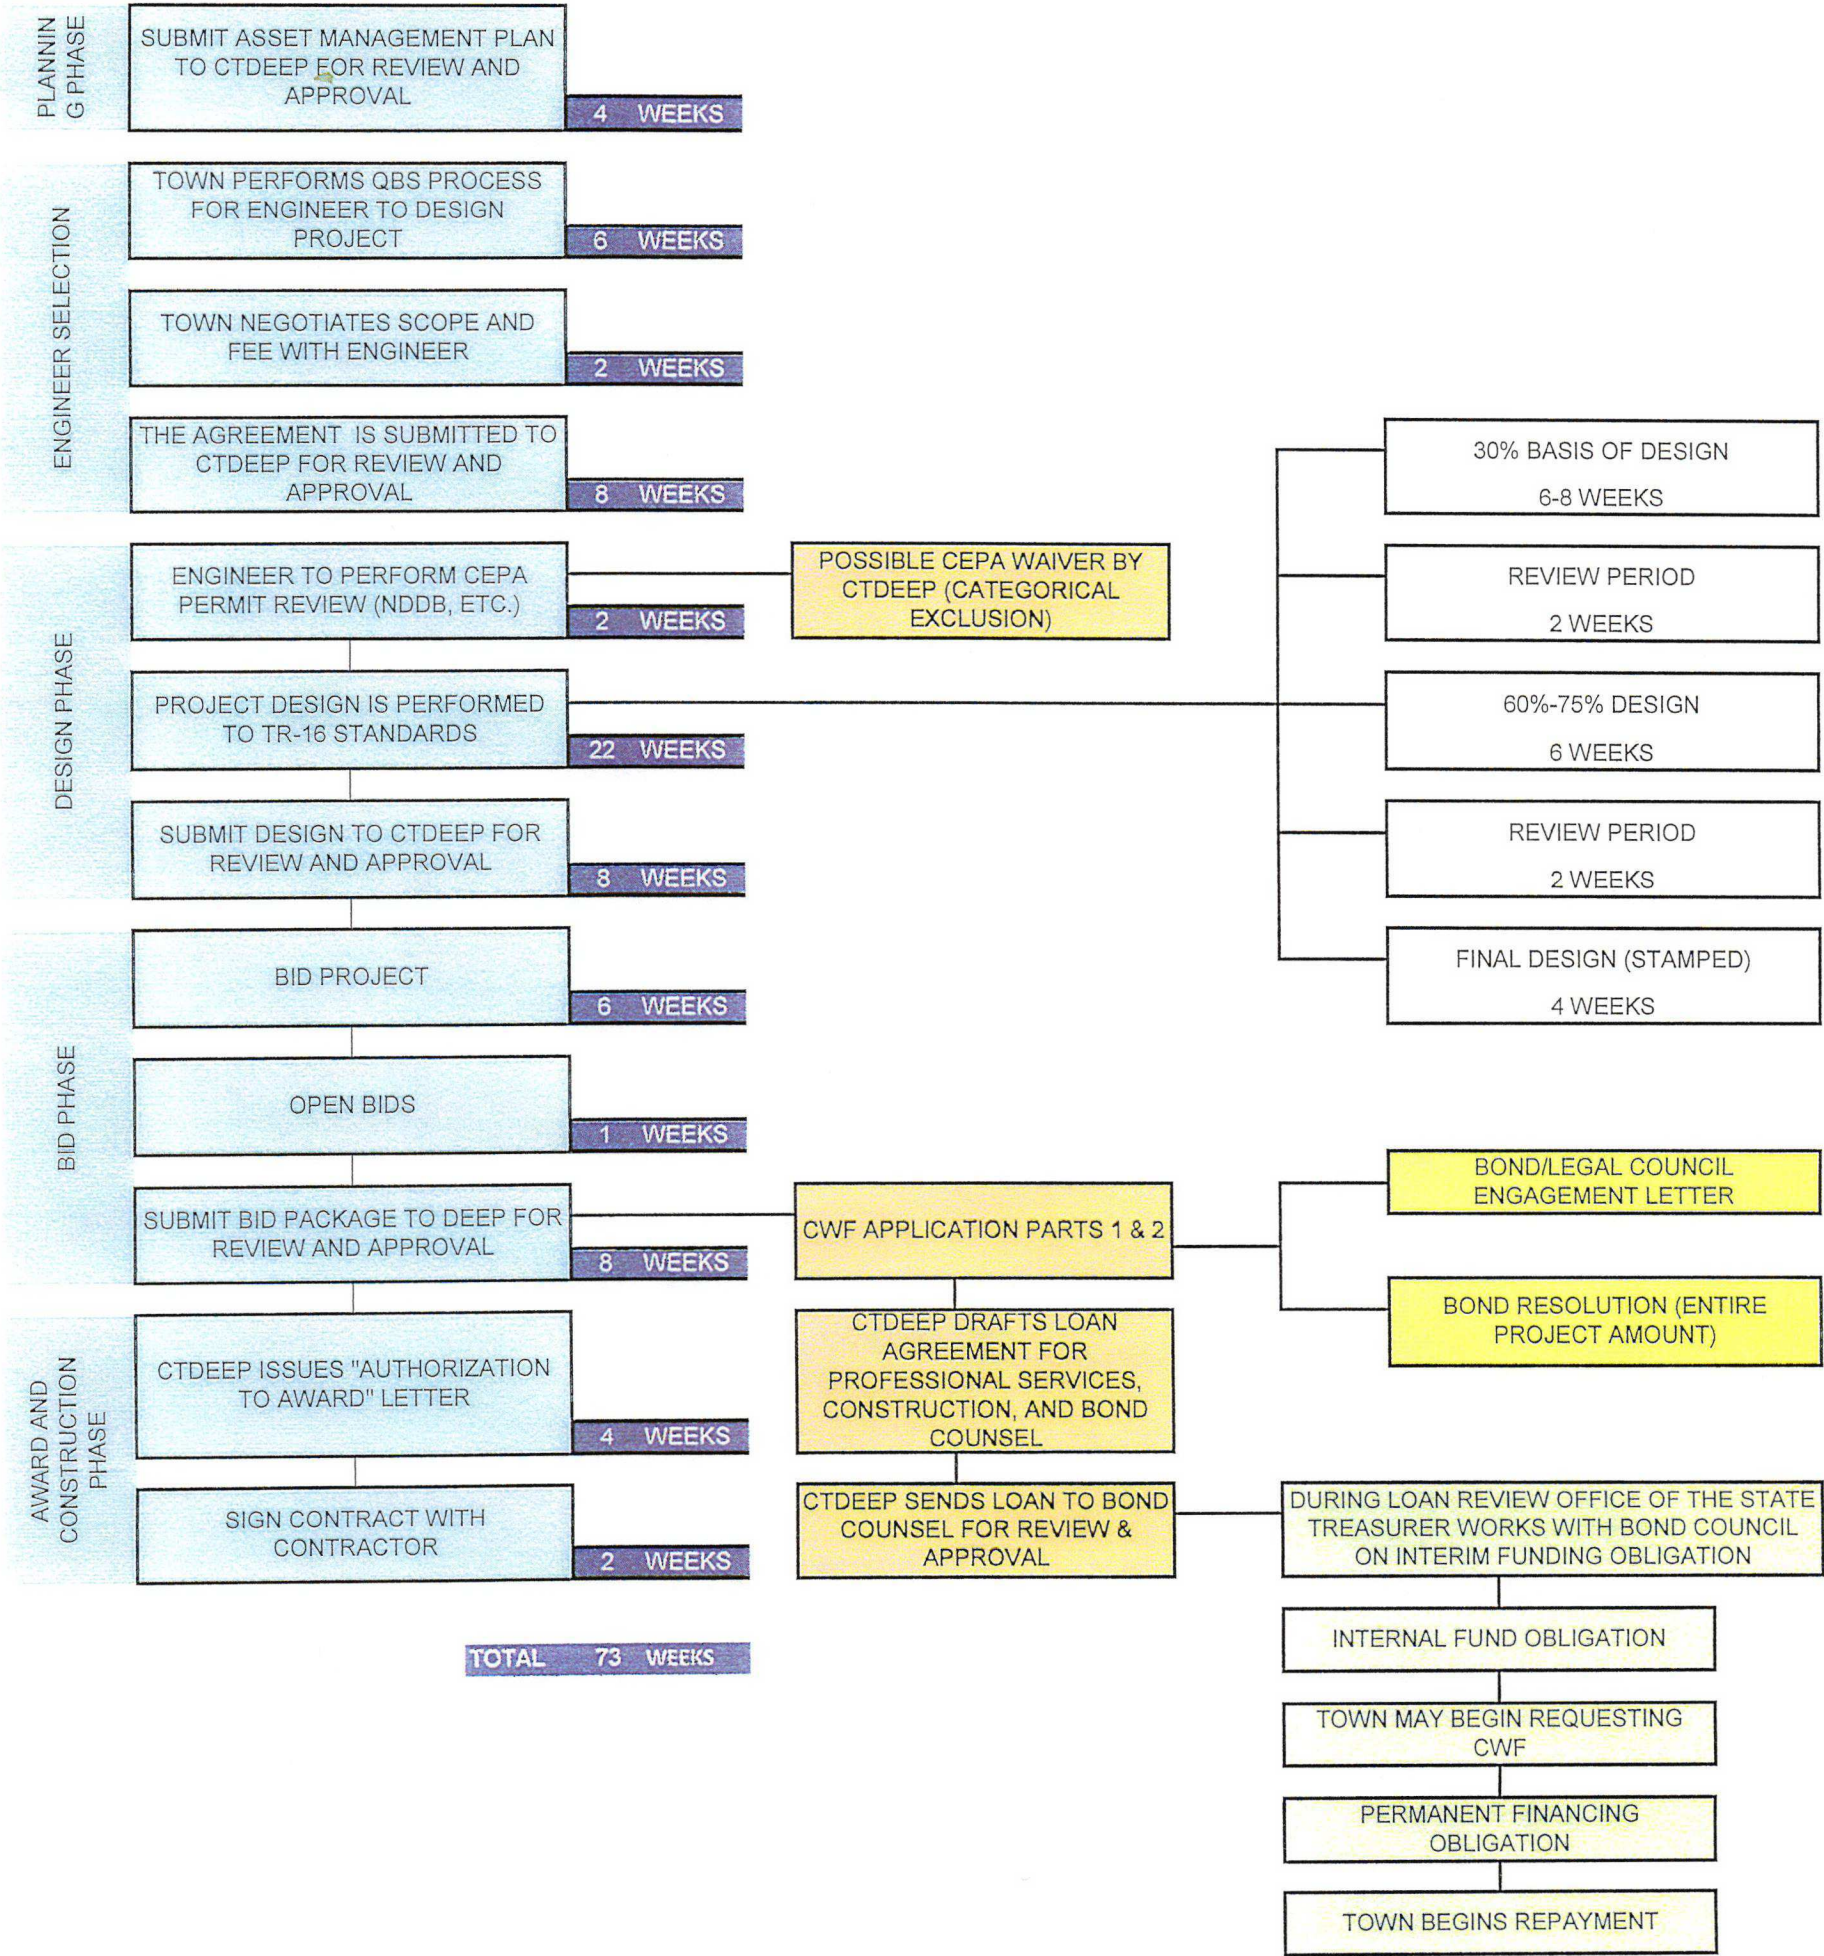 PLANNIN
G PHASE
SUBMIT ASSET MANAGEMENT PLAN
TO CTDEEP FOR REVIEW AND
APPROVAL
4 WEEKS
ENGINEER SELECTION
TOWN PERFORMS QBS PROCESS
FOR ENGINEER TO DESIGN
PROJECT
6 WEEKS
TOWN NEGOTIATES SCOPE AND
FEE WITH ENGINEER
2 WEEKS
THE AGREEMENT IS SUBMITTED TO
CTDEEP FOR REVIEW AND
APPROVAL
8 WEEKS
DESIGN PHASE
ENGINEER TO PERFORM CEPA
PERMIT REVIEW (NDDB, ETC.)
2 WEEKS
POSSIBLE CEPA WAIVER BY
CTDEEP (CATEGORICAL
EXCLUSION)
PROJECT DESIGN IS PERFORMED
TO TR-16 STANDARDS
22 WEEKS
30% BASIS OF DESIGN
6-8 WEEKS
REVIEW PERIOD
2 WEEKS
60%-75% DESIGN
6 WEEKS
REVIEW PERIOD
2 WEEKS
FINAL DESIGN (STAMPED)
4 WEEKS
SUBMIT DESIGN TO CTDEEP FOR
REVIEW AND APPROVAL
8 WEEKS
BID PHASE
BID PROJECT
6 WEEKS
OPEN BIDS
1 WEEKS
SUBMIT BID PACKAGE TO DEEP FOR
REVIEW AND APPROVAL
8 WEEKS
CWF APPLICATION PARTS 1 & 2
BOND/LEGAL COUNCIL
ENGAGEMENT LETTER
BOND RESOLUTION (ENTIRE
PROJECT AMOUNT)
AWARD AND
CONSTRUCTION
PHASE
CTDEEP ISSUES "AUTHORIZATION
TO AWARD" LETTER
4 WEEKS
CTDEEP DRAFTS LOAN
AGREEMENT FOR
PROFESSIONAL SERVICES,
CONSTRUCTION, AND BOND
COUNSEL
SIGN CONTRACT WITH
CONTRACTOR
2 WEEKS
CTDEEP SENDS LOAN TO BOND
COUNSEL FOR REVIEW &
APPROVAL
DURING LOAN REVIEW OFFICE OF THE STATE
TREASURER WORKS WITH BOND COUNCIL
ON INTERIM FUNDING OBLIGATION
INTERNAL FUND OBLIGATION
TOWN MAY BEGIN REQUESTING
CWF
PERMANENT FINANCING
OBLIGATION
TOWN BEGINS REPAYMENT
TOTAL 73 WEEKS